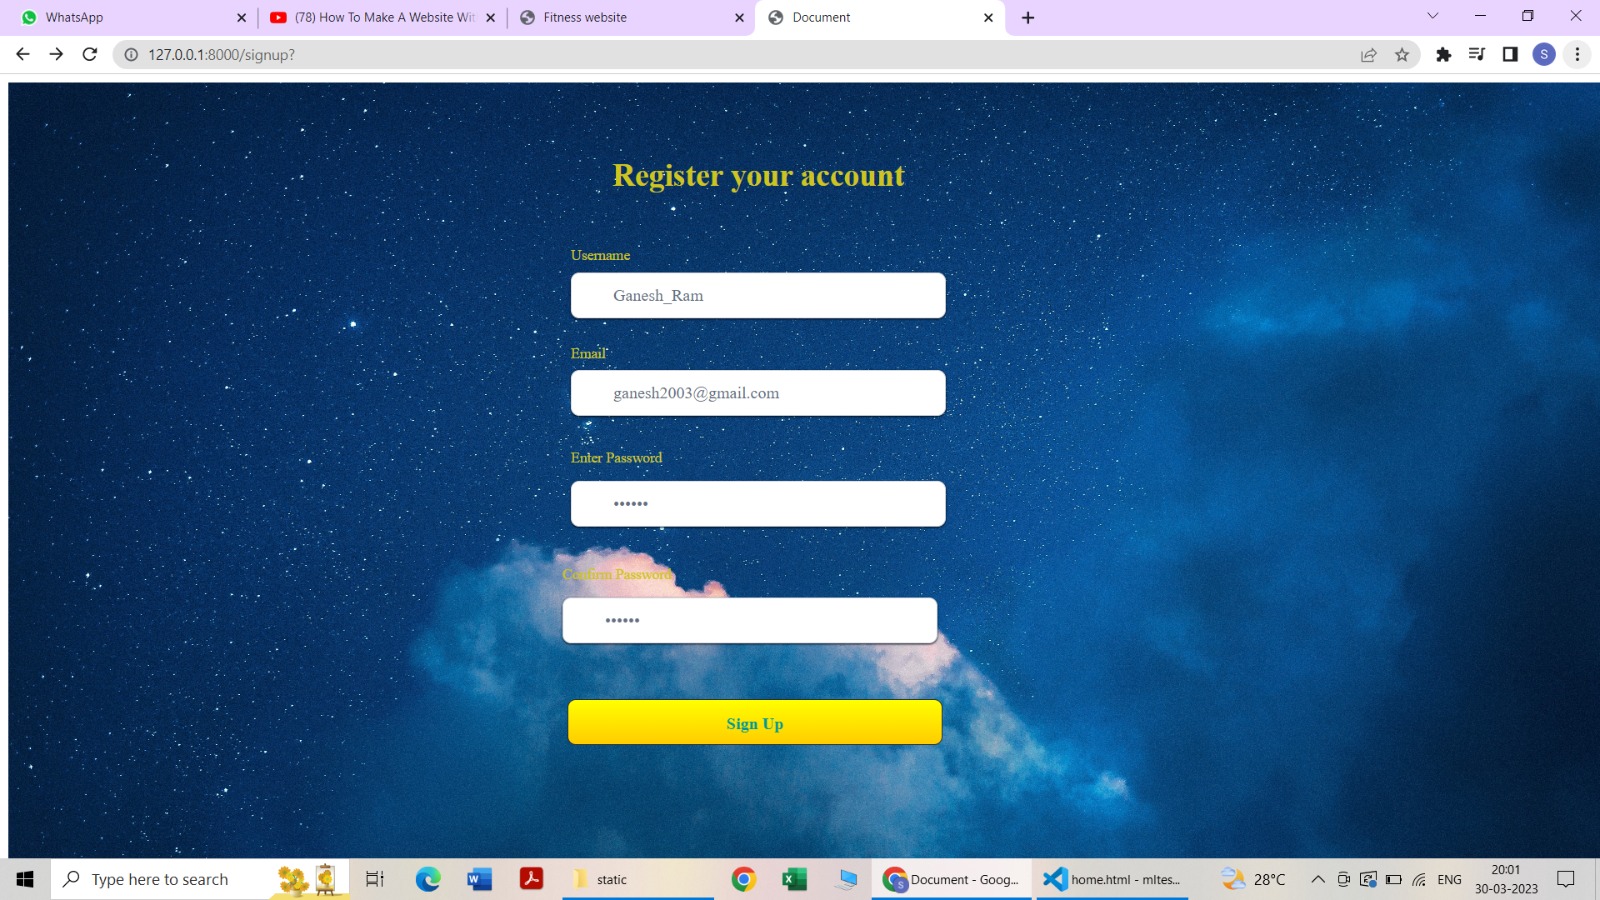 WhatsApp
(78) How To Make A Website Wit
Fitness website
Document
127.0.0.1:8000/signup?
S
Register your account
Username
Ganesh_Ram
Email
ganesh2003@gmail.com
Enter Password
••••••
Confirm Password
••••••
Sign Up
Type here to search
static
Document - Goog...
home.html - mltes...
28°C
ENG
20:01
30-03-2023